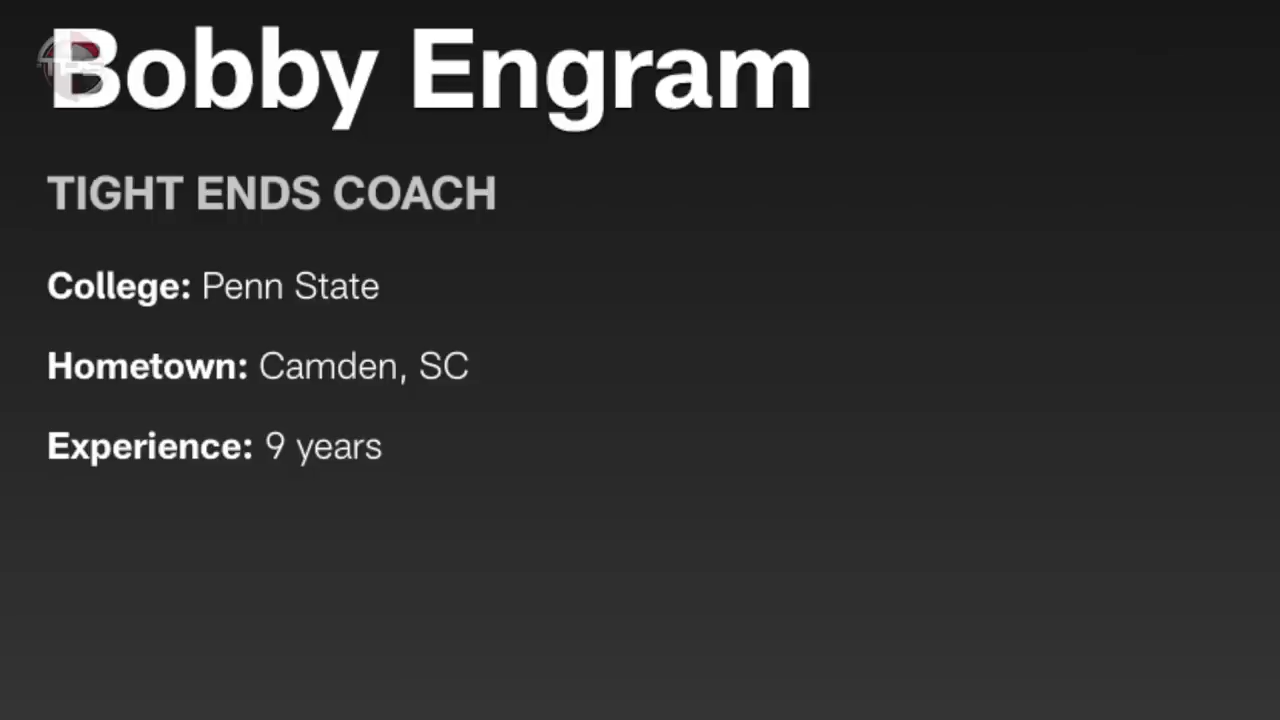 Bobby Engram
TIGHT ENDS COACH
College: Penn State
Hometown: Camden, SC
Experience: 9 years